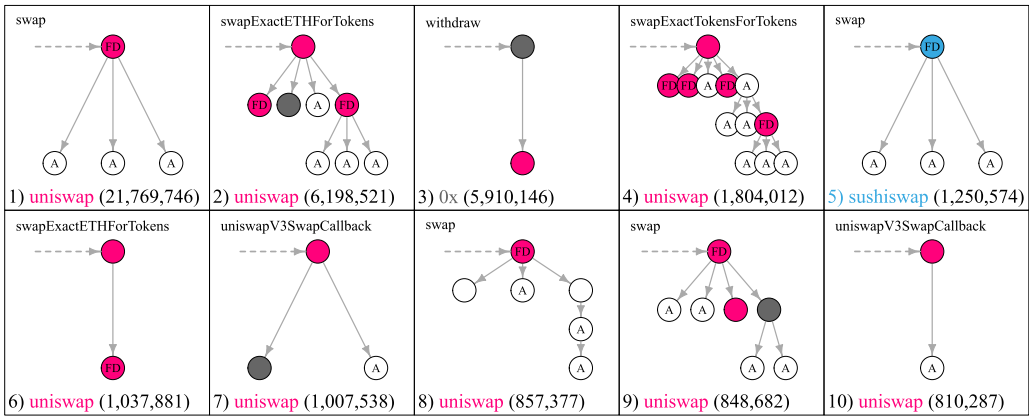 swap
FD
A A A
1) uniswap (21,769,746)
swapExactETHForTokens
FD A FD
A A A
2) uniswap (6,198,521)
withdraw
3) 0x (5,910,146)
swapExactTokensForTokens
FD FD A FD A
A A FD
A A A
4) uniswap (1,804,012)
swap
FD
A A A
5) sushiswap (1,250,574)
swapExactETHForTokens
FD
6) uniswap (1,037,881)
uniswapV3SwapCallback
A
7) uniswap (1,007,538)
swap
FD
A
A
A
8) uniswap (857,377)
swap
FD
A A
A A
9) uniswap (848,682)
uniswapV3SwapCallback
A
10) uniswap (810,287)